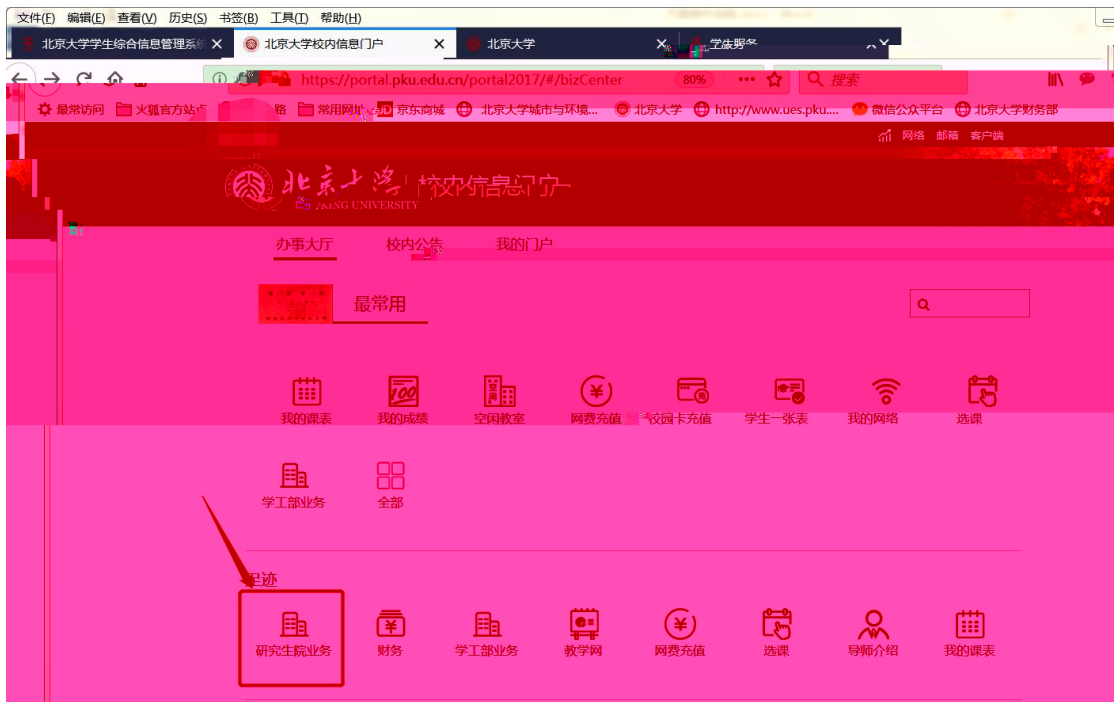 文件(F) 编辑(E) 查看(V) 历史(S) 书签(B) 工具(T) 帮助(H)
北京大学学生综合信息管理系统 北京大学校内信息门户 北京大学
https://portal.pku.edu.cn/portal2017/#/bizCenter 80% 搜索
最常访问 火狐官方站点 常用网址 JD 京东商城 北京大学城市与环境... 北京大学 http://www.ues.pku.... 微信公众平台 北京大学财务部
网络 邮箱 客户端
北京大学 校内信息门户
UNIVERSITY
办事大厅 校内公告 我的门户
最常用
我的课表 我的成绩 空闲教室 网费充值 校园卡充值 学生一张表 我的网络 选课
学工部业务 全部
足迹
研究生院业务 财务 学工部业务 教学网 网费充值 选课 导师介绍 我的课表